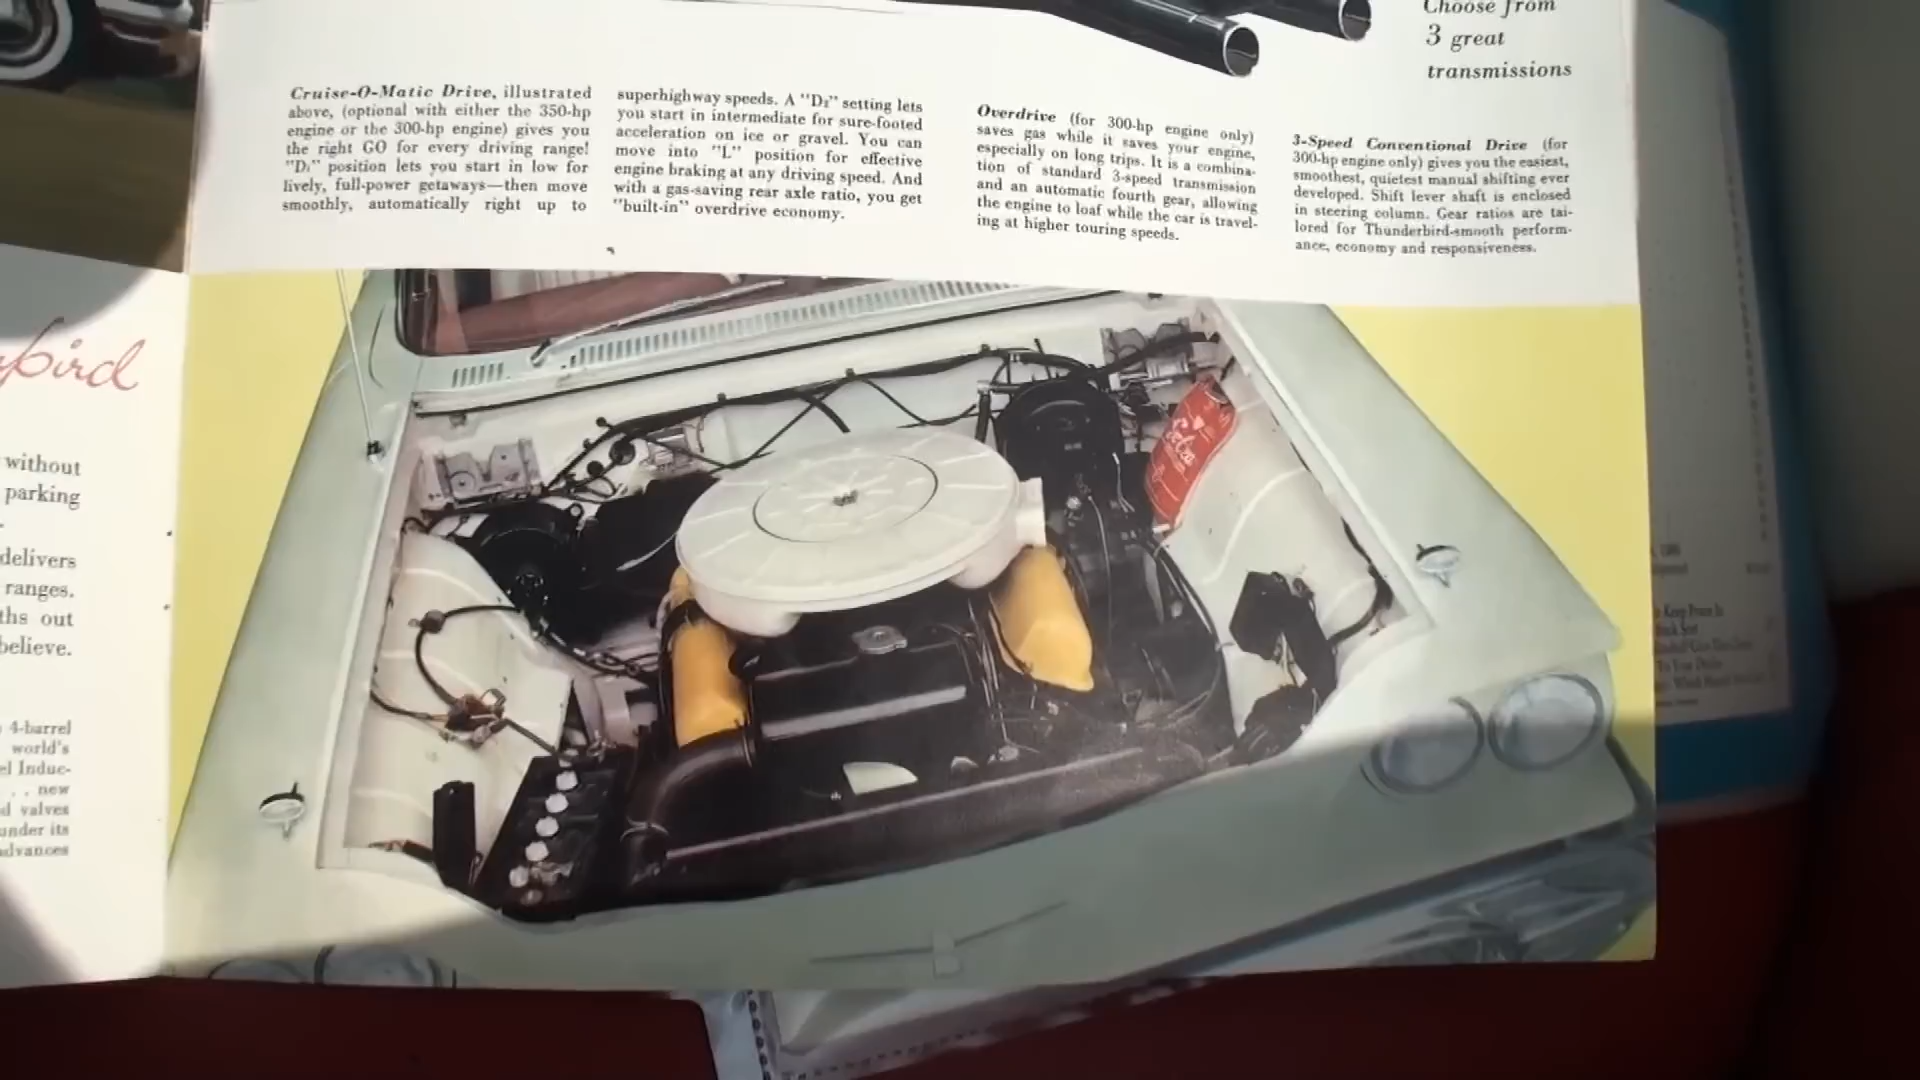 Choose from
3 great
transmissions
Cruise-O-Matic Drive, illustrated
above, (optional with either the 350-hp
engine or the 300-hp engine) gives you
the right GO for every driving range!
"D₁" position lets you start in low for
lively, full-power getaways—then move
smoothly, automatically right up to
superhighway speeds. A "D₂" setting lets
you start in intermediate for sure-footed
acceleration on ice or gravel. You can
move into "L" position for effective
engine braking at any driving speed. And
with a gas-saving rear axle ratio, you get
"built-in" overdrive economy.
Overdrive (for 300-hp engine only)
saves gas while it saves your engine,
especially on long trips. It is a combina-
tion of standard 3-speed transmission
and an automatic fourth gear, allowing
the engine to loaf while the car is travel-
ing at higher touring speeds.
3-Speed Conventional Drive (for
300-hp engine only) gives you the easiest,
smoothest, quietest manual shifting ever
developed. Shift lever shaft is enclosed
in steering column. Gear ratios are tai-
lored for Thunderbird-smooth perform-
ance, economy and responsiveness.
bird
without
parking
delivers
ranges.
ths out
believe.
4-barrel
world's
el Induc-
. . new
d valves
under its
advances